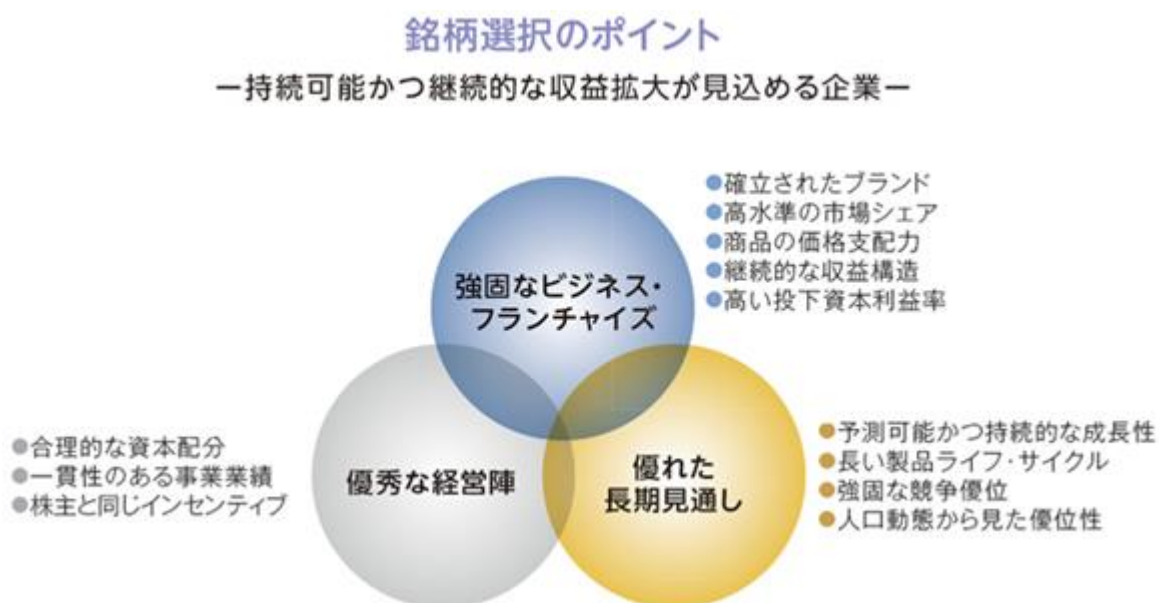 銘柄選択のポイント
ー持続可能かつ継続的な収益拡大が見込める企業ー
強固なビジネス・
フランチャイズ
●確立されたブランド
●高水準の市場シェア
●商品の価格支配力
●継続的な収益構造
●高い投下資本利益率
●合理的な資本配分
●一貫性のある事業業績
●株主と同じインセンティブ
優秀な経営陣
優れた
長期見通し
●予測可能かつ持続的な成長性
●長い製品ライフ・サイクル
●強固な競争優位
●人口動態から見た優位性